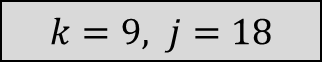 k = 9, j = 18